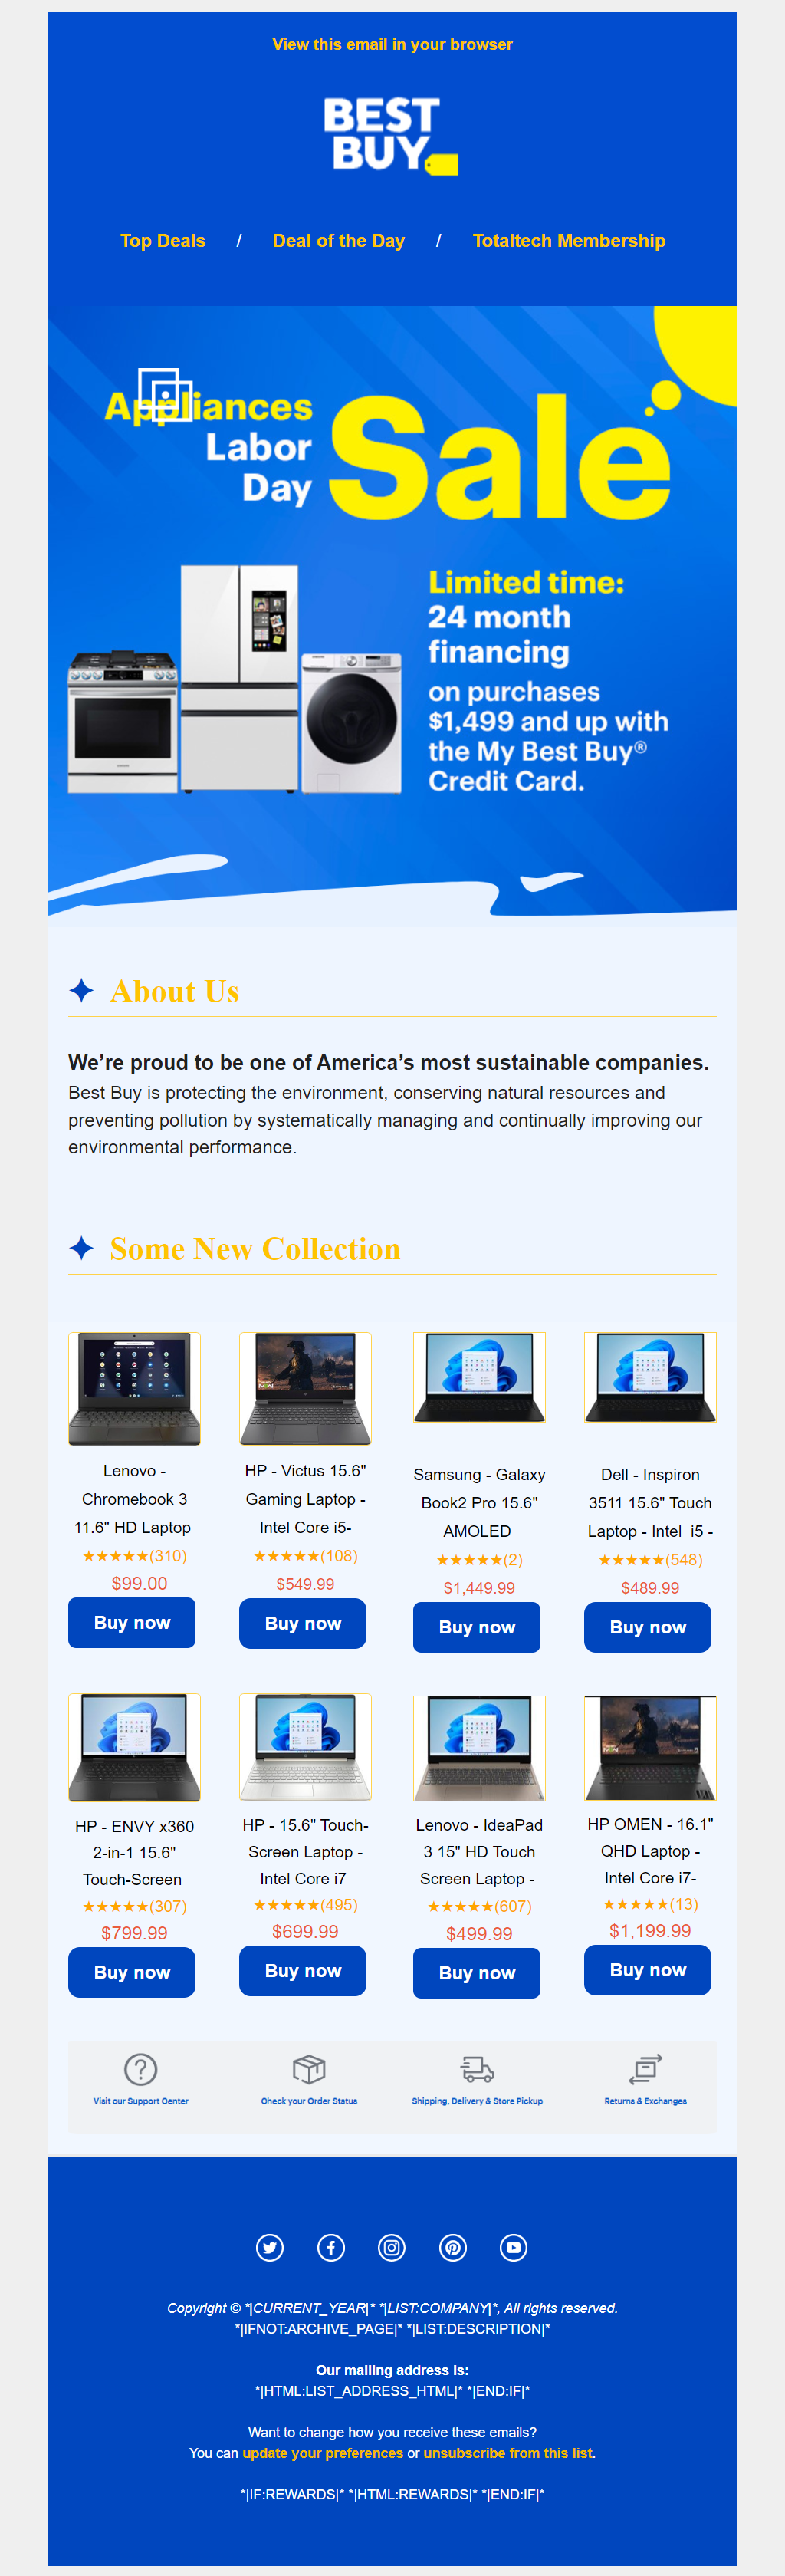 View this email in your browser
BEST
BUY
Top Deals / Deal of the Day / Totaltech Membership
Appliances
Labor
Day
Sale
Limited time:
24 month
financing
on purchases
$1,499 and up with
the My Best Buy®
Credit Card.
About Us
We’re proud to be one of America’s most sustainable companies.
Best Buy is protecting the environment, conserving natural resources and
preventing pollution by systematically managing and continually improving our
environmental performance.
Some New Collection
Lenovo -
Chromebook 3
11.6" HD Laptop
★★★★★(310)
$99.00
Buy now
HP - Victus 15.6"
Gaming Laptop -
Intel Core i5-
★★★★★(108)
$549.99
Buy now
Samsung - Galaxy
Book2 Pro 15.6"
AMOLED
★★★★★(2)
$1,449.99
Buy now
Dell - Inspiron
3511 15.6" Touch
Laptop - Intel i5 -
★★★★★(548)
$489.99
Buy now
HP - ENVY x360
2-in-1 15.6"
Touch-Screen
★★★★★(307)
$799.99
Buy now
HP - 15.6" Touch-
Screen Laptop -
Intel Core i7
★★★★★(495)
$699.99
Buy now
Lenovo - IdeaPad
3 15" HD Touch
Screen Laptop -
★★★★★(607)
$499.99
Buy now
HP OMEN - 16.1"
QHD Laptop -
Intel Core i7-
★★★★★(13)
$1,199.99
Buy now
Visit our Support Center
Check your Order Status
Shipping, Delivery & Store Pickup
Returns & Exchanges
Copyright © *|CURRENT_YEAR|* *|LIST:COMPANY|*, All rights reserved.
*|IFNOT:ARCHIVE_PAGE|* *|LIST:DESCRIPTION|*
Our mailing address is:
*|HTML:LIST_ADDRESS_HTML|* *|END:IF|*
Want to change how you receive these emails?
You can update your preferences or unsubscribe from this list.
*|IF:REWARDS|* *|HTML:REWARDS|* *|END:IF|*